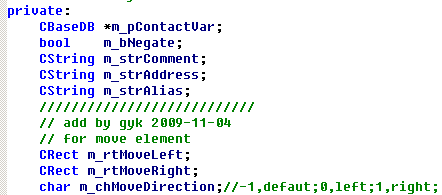 private:
CBaseDB *m_pContactVar;
bool m_bNegate;
CString m_strComment;
CString m_strAddress;
CString m_strAlias;
///////////////////////////
// add by gyk 2009-11-04
// for move element
CRect m_rtMoveLeft;
CRect m_rtMoveRight;
char m_chMoveDirection;//-1,defaut;0,left;1,right;